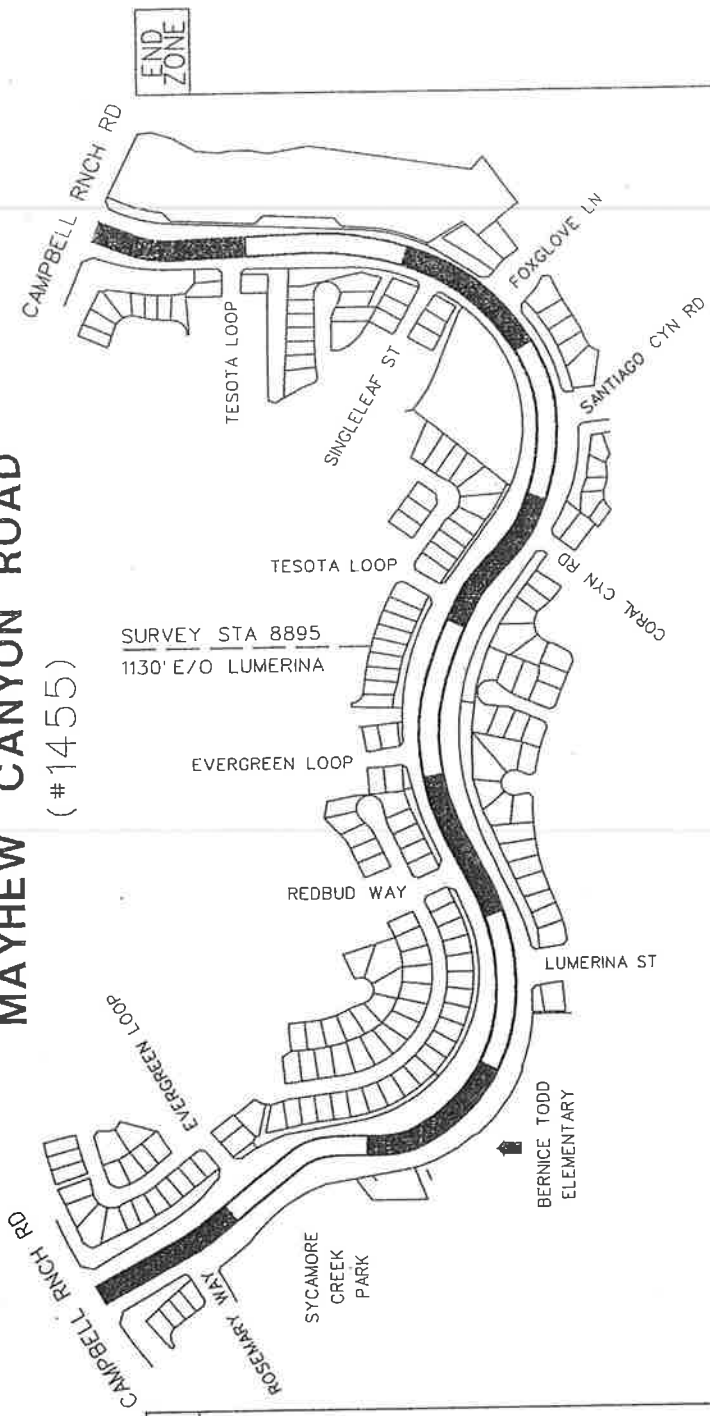 MAYHEW CANYON ROAD
(#1455)
END
ZONE
CAMPBELL RNCH RD
TESOTA LOOP
SINGLELEAF ST
FOXGLOVE LN
SANTIAGO CYN RD
TESOTA LOOP
CORAL CYN RD
SURVEY STA 8895
1130' E/O LUMERINA
EVERGREEN LOOP
REDBUD WAY
LUMERINA ST
EVERGREEN LOOP
BERNICE TODD
ELEMENTARY
SYCAMORE
CREEK
PARK
CAMPBELL RNCH RD
ROSEMARY WAY